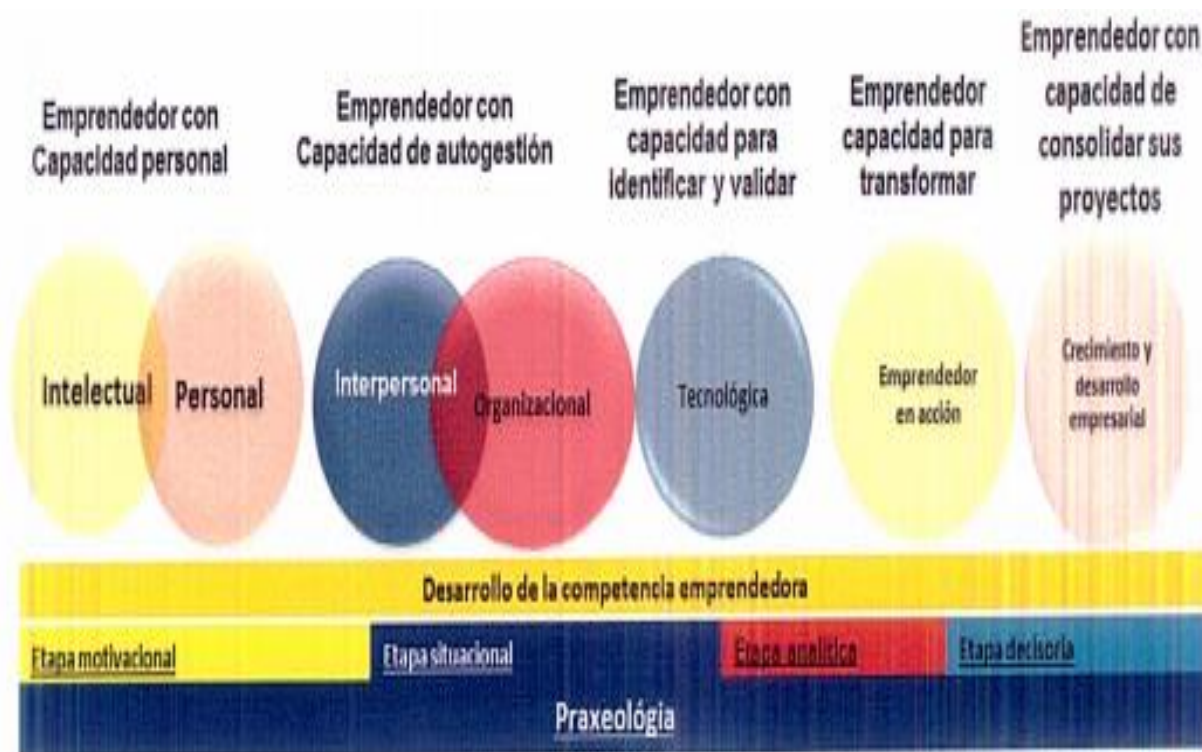 Emprendedor con
Capacidad personal
Emprendedor con
Capacidad de autogestión
Emprendedor con
capacidad para
identificar y validar
Emprendedor
capacidad para
transformar
Emprendedor con
capacidad de
consolidar sus
proyectos
Intelectual
Personal
Interpersonal
Organizacional
Tecnológica
Emprendedor
en acción
Crecimiento y
desarrollo
empresarial
Desarrollo de la competencia emprendedora
Etapa motivacional
Etapa situacional
Etapa analítica
Etapa decisoria
Praxeológia